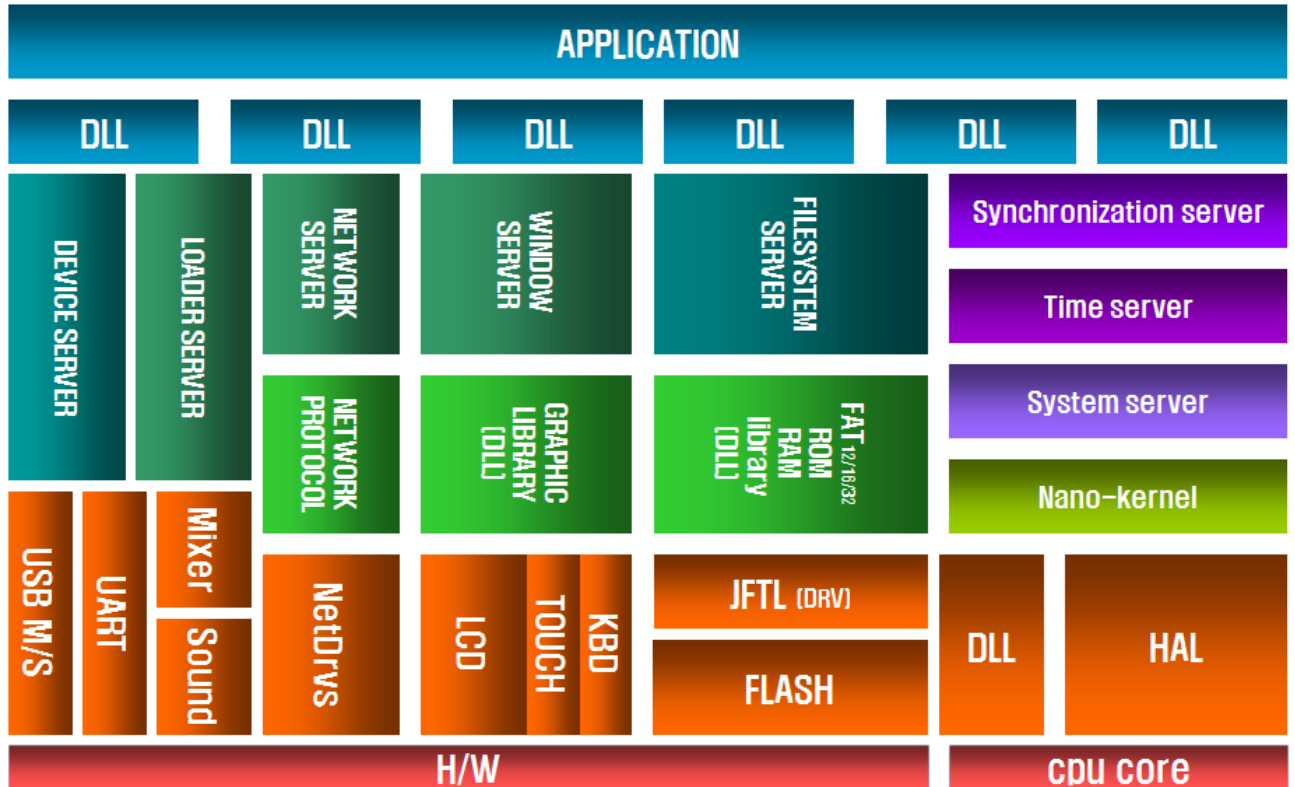 APPLICATION
DLL
DLL
DLL
DLL
DLL
DLL
DEVICE SERVER
LOADER SERVER
NETWORK
SERVER
WINDOW
SERVER
FILESYSTEM
SERVER
Synchronization server
Time server
System server
Nano-kernel
NETWORK
PROTOCOL
GRAPHIC
LIBRARY
(DLL)
FAT 12/16/32
ROM
RAM
library
(DLL)
USB M/S
UART
Mixer
Sound
NetDrvs
LCD
TOUCH
KBD
JFTL (DRV)
FLASH
DLL
HAL
H/W
cpu core